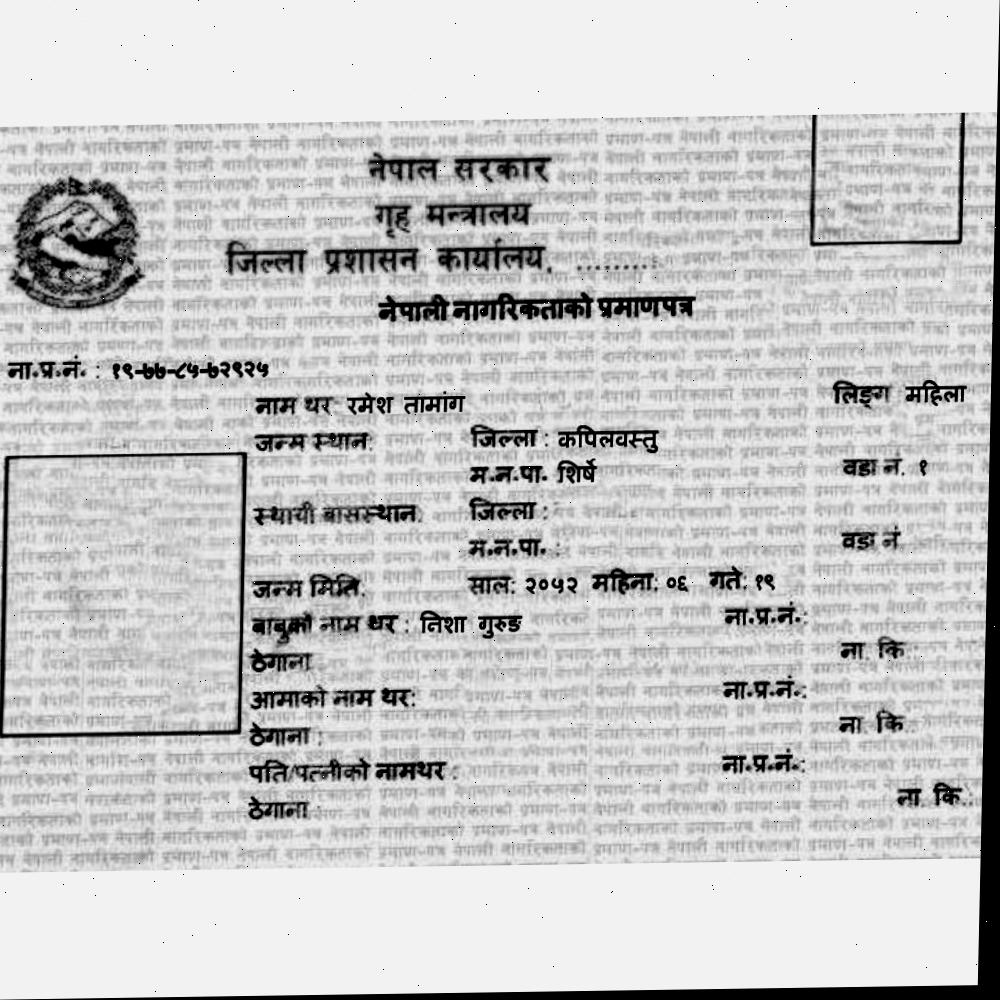 नेपाल सरकार
गृह मन्त्रालय
जिल्ला प्रशासन कार्यालय, .........
नेपाली नागरिकताको प्रमाणपत्र
ना.प्र.नं. : १९-७७-८५-७२९२५
नाम थर: रमेश तामांग लिङ्ग महिला
जन्म स्थान: जिल्ला : कपिलवस्तु
म.न.पा. शिर्षे वडा नं. १
स्थायी बासस्थान: जिल्ला :
म.न.पा. : वडा नं
जन्म मिति: साल: २०५२ महिना: ०६ गते: १९
बाबुको नाम थर : निशा गुरुङ ना.प्र.नं.:
ठेगाना ना. कि.:
आमाको नाम थर: ना.प्र.नं.:
ठेगाना : ना. कि.
पति/पत्नीको नामथर : ना.प्र.नं.:
ठेगाना : ना. कि.: